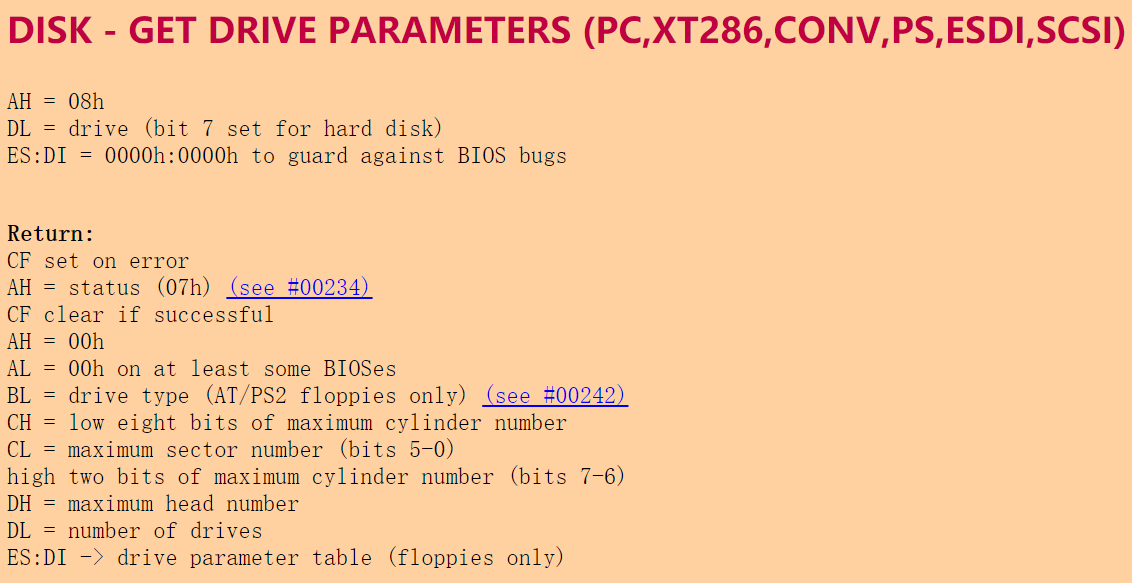 DISK - GET DRIVE PARAMETERS (PC,XT286,CONV,PS,ESDI,SCSI)
AH = 08h
DL = drive (bit 7 set for hard disk)
ES:DI = 0000h:0000h to guard against BIOS bugs
Return:
CF set on error
AH = status (07h) (see #00234)
CF clear if successful
AH = 00h
AL = 00h on at least some BIOSes
BL = drive type (AT/PS2 floppies only) (see #00242)
CH = low eight bits of maximum cylinder number
CL = maximum sector number (bits 5-0)
high two bits of maximum cylinder number (bits 7-6)
DH = maximum head number
DL = number of drives
ES:DI -> drive parameter table (floppies only)